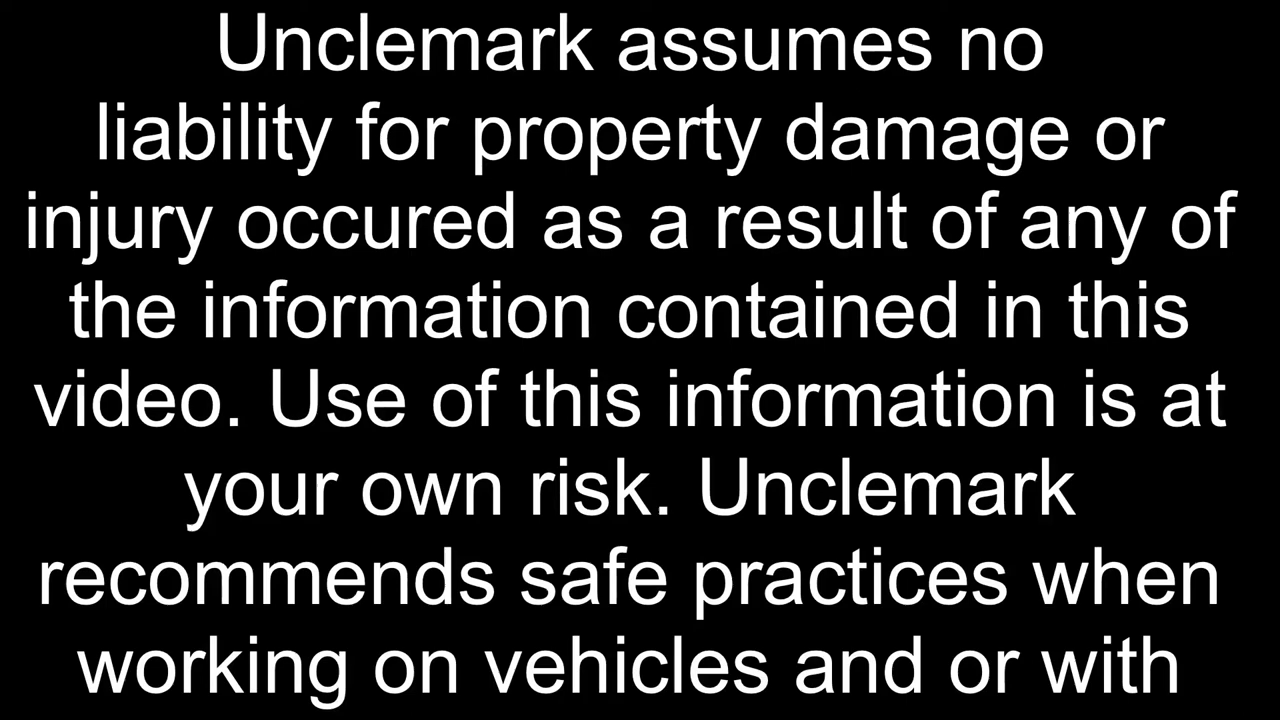 Unclemark assumes no
liability for property damage or
injury occured as a result of any of
the information contained in this
video. Use of this information is at
your own risk. Unclemark
recommends safe practices when
working on vehicles and or with